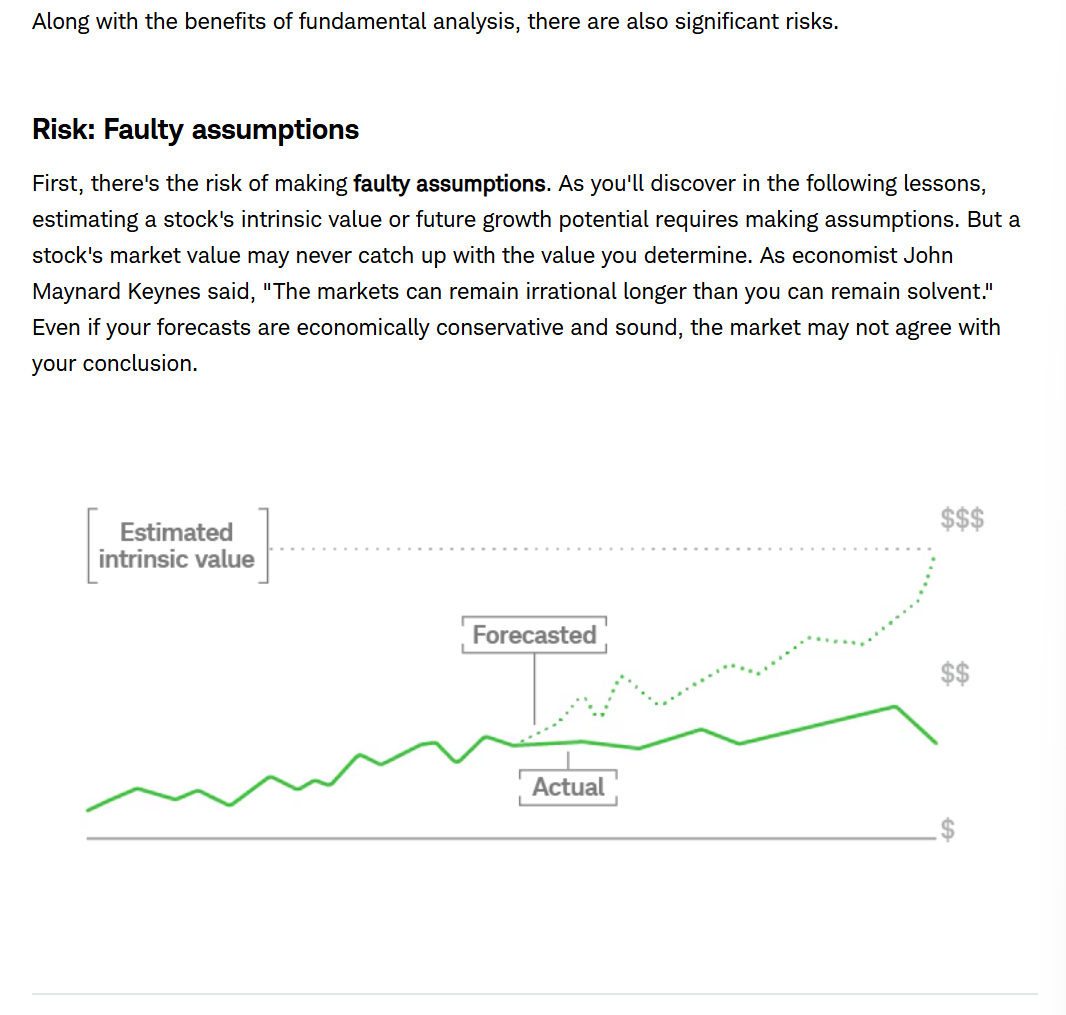 Along with the benefits of fundamental analysis, there are also significant risks.
Risk: Faulty assumptions
First, there's the risk of making faulty assumptions. As you'll discover in the following lessons,
estimating a stock's intrinsic value or future growth potential requires making assumptions. But a
stock's market value may never catch up with the value you determine. As economist John
Maynard Keynes said, "The markets can remain irrational longer than you can remain solvent."
Even if your forecasts are economically conservative and sound, the market may not agree with
your conclusion.
$$$
Estimated
intrinsic value
Forecasted
$$
Actual
$